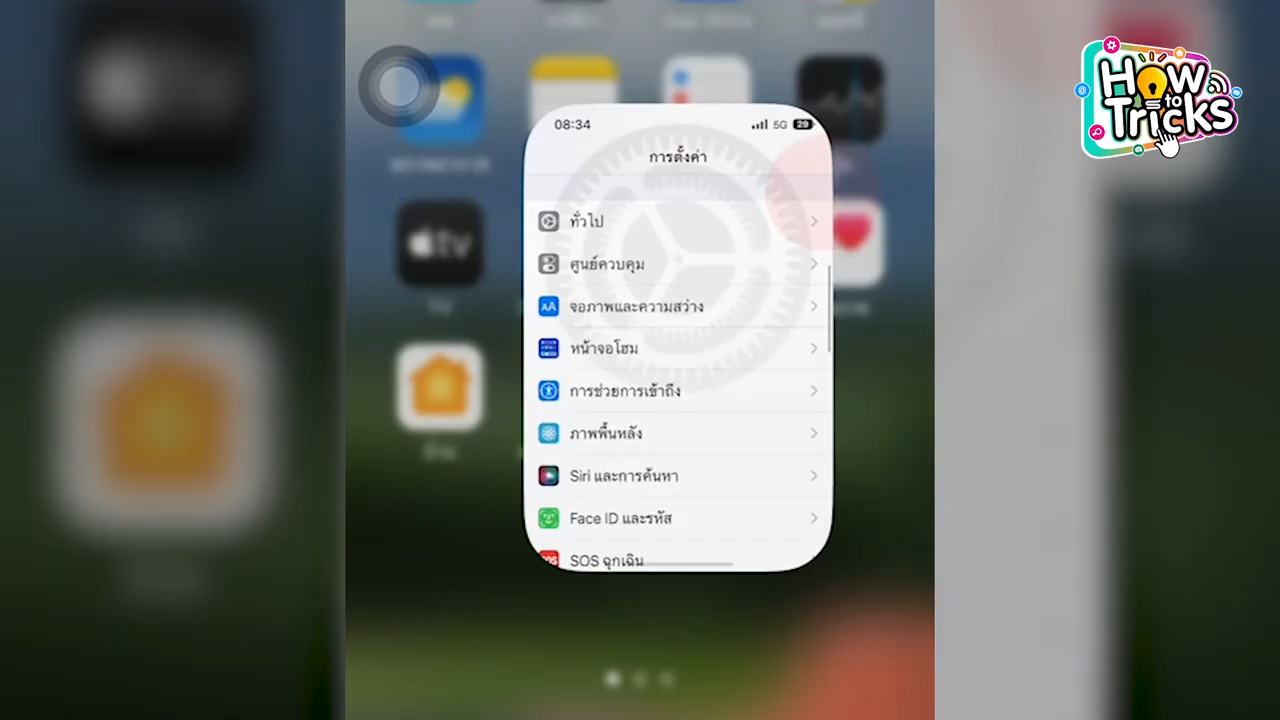 How
to
Tricks
08:34
5G
29
การตั้งค่า
ทั่วไป
ศูนย์ควบคุม
AA
จอภาพและความสว่าง
หน้าจอโฮม
การช่วยการเข้าถึง
ภาพพื้นหลัง
Siri และการค้นหา
Face ID และรหัส
SOS
SOS ฉุกเฉิน
tv
TV